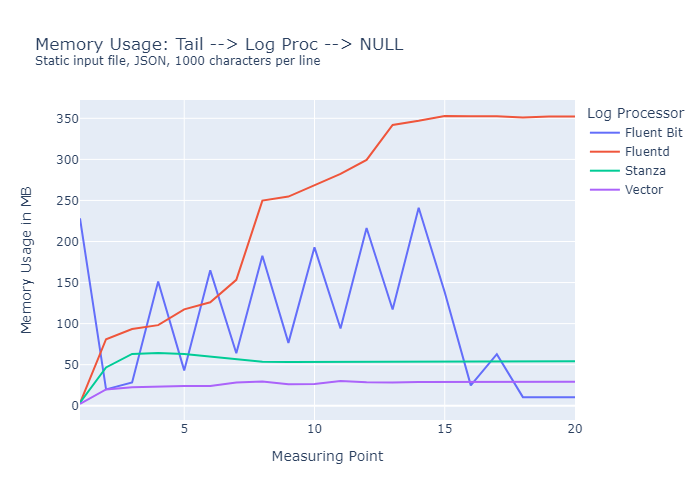 Memory Usage: Tail --> Log Proc --> NULL
Static input file, JSON, 1000 characters per line
Log Processor
Fluent Bit
Fluentd
Stanza
Vector
Memory Usage in MB
350
300
250
200
150
100
50
0
5
10
15
20
Measuring Point